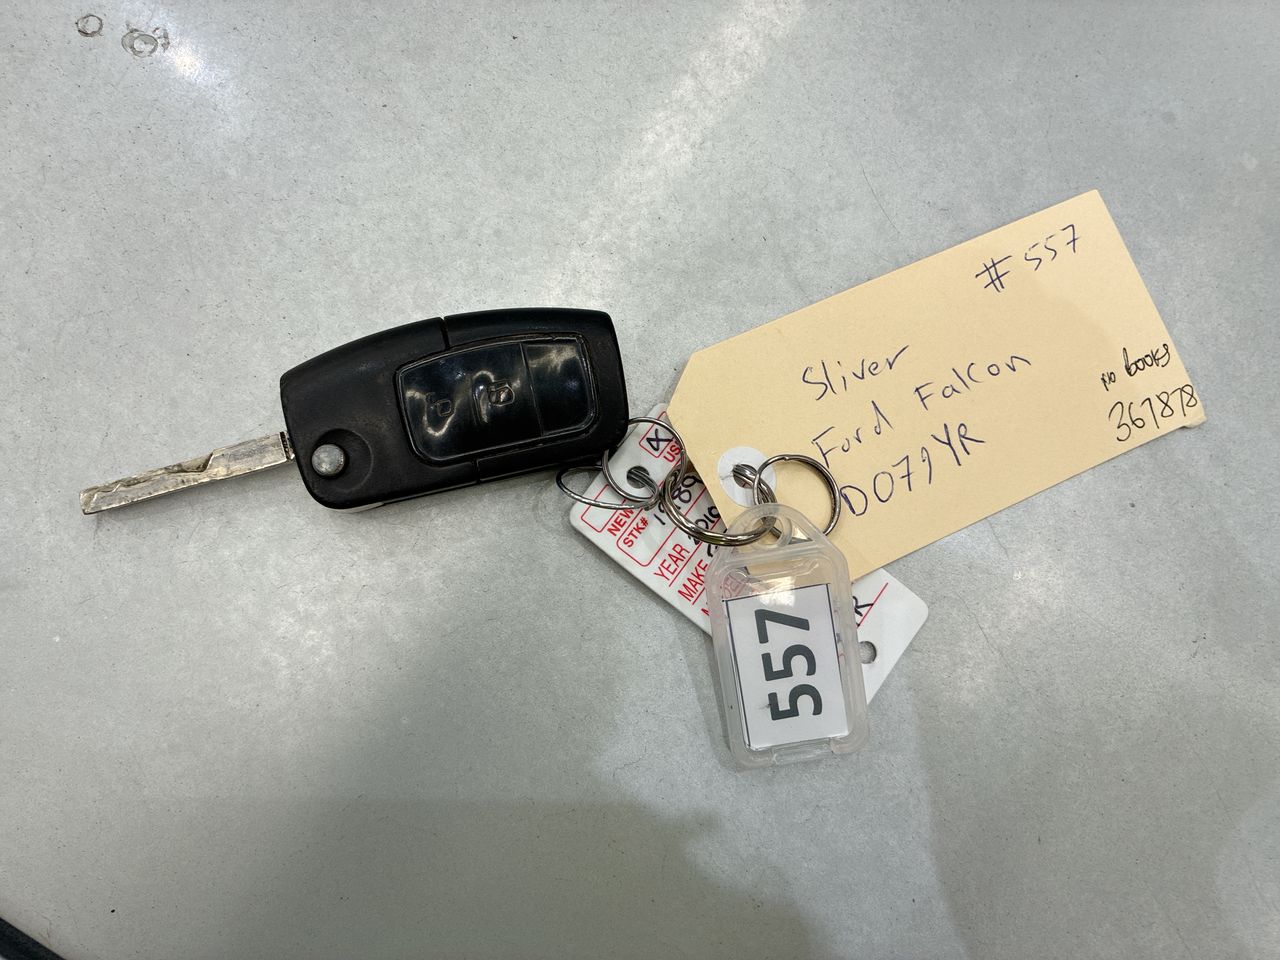 #557
Sliver
Ford Falcon
DO79YR
no books
367878
NEW
STK#
YEAR
MAKE
557